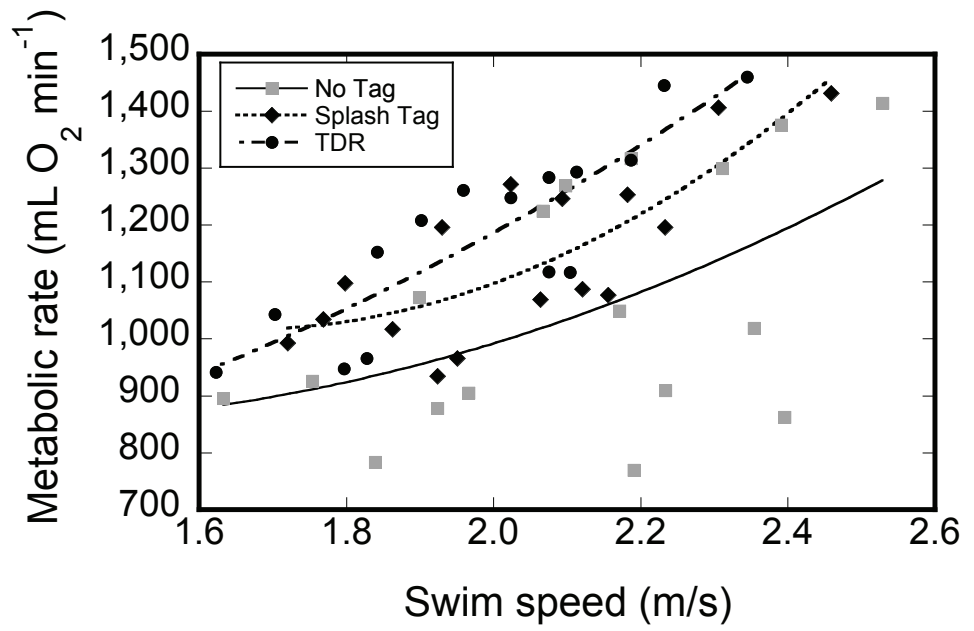 Metabolic rate (mL O₂ min⁻¹)
1,500
1,400
1,300
1,200
1,100
1,000
900
800
700
No Tag
Splash Tag
TDR
1.6 1.8 2.0 2.2 2.4 2.6
Swim speed (m/s)